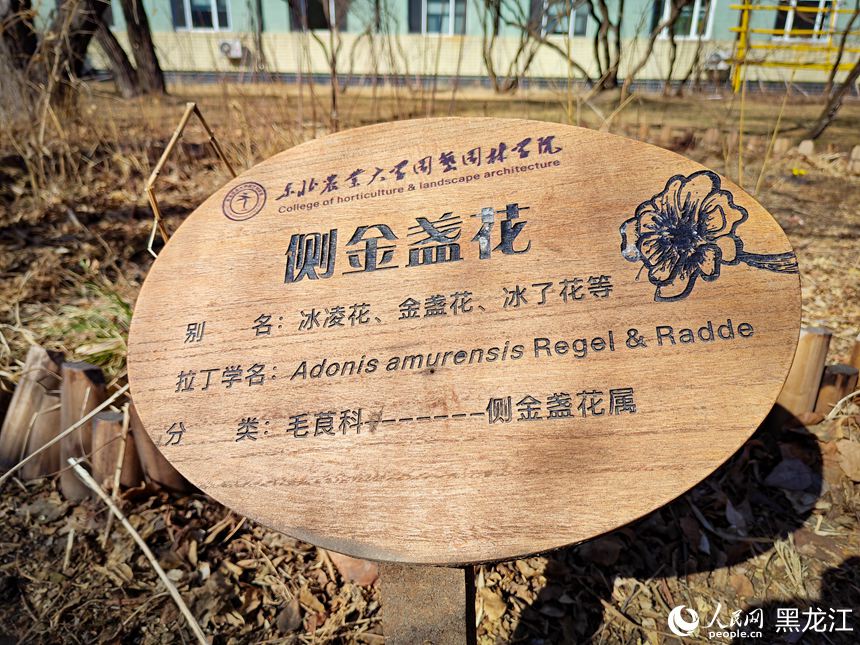 东北农业大学园艺园林学院
College of horticulture & landscape architecture
侧金盏花
别 名：冰凌花、金盏花、冰了花等
拉丁学名：Adonis amurensis Regel & Radde
分 类：毛茛科-------侧金盏花属
人民网 黑龙江
people.cn